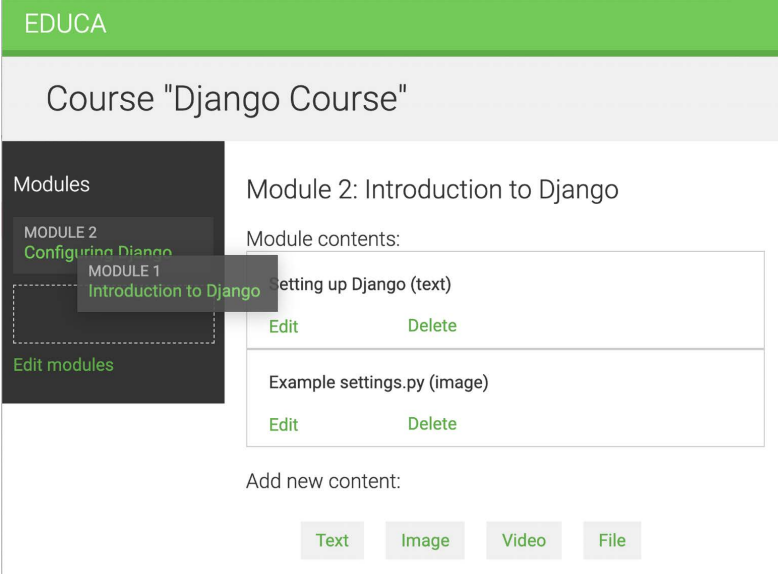 EDUCA
Course "Django Course"
Modules
MODULE 2
Configuring Django
MODULE 1
Introduction to Django
Edit modules
Module 2: Introduction to Django
Module contents:
Setting up Django (text)
Edit Delete
Example settings.py (image)
Edit Delete
Add new content:
Text Image Video File